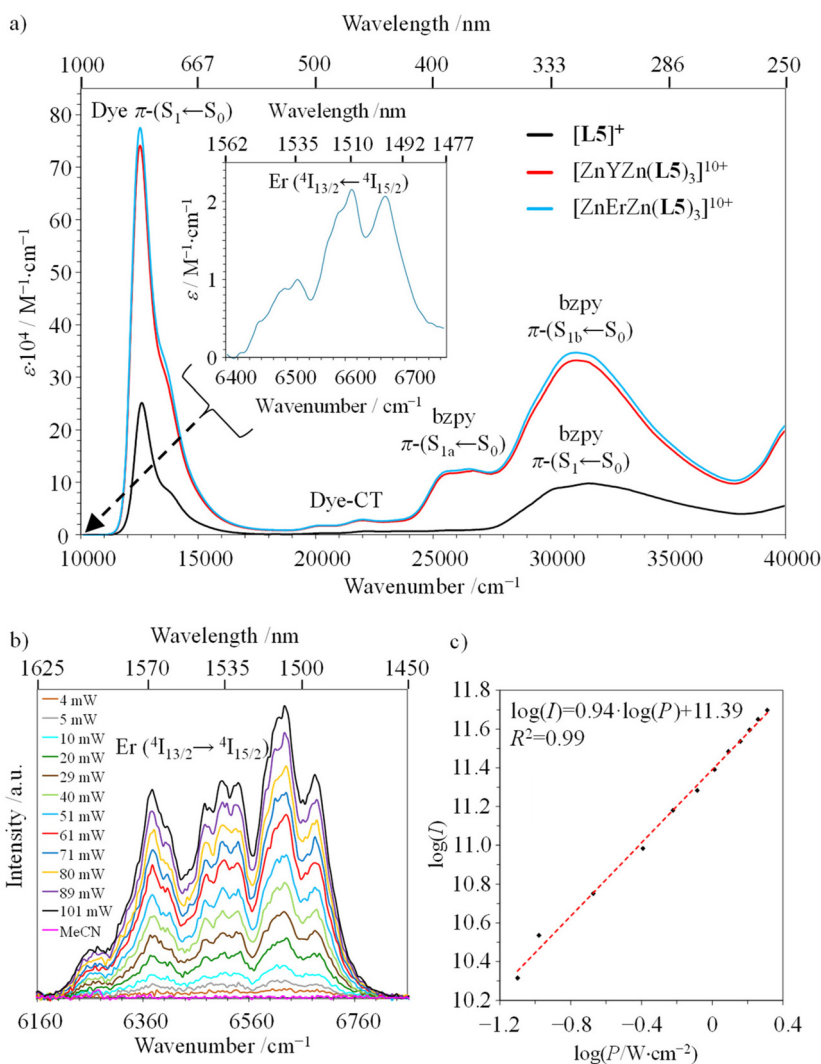 a)
Wavelength /nm
1000 667 500 400 333 286 250
Dye π-(S₁←S₀)
Wavelength /nm
1562 1535 1510 1492 1477
Er (⁴I₁₃/₂← ⁴I₁₅/₂)
2
1
0
ε / M⁻¹·cm⁻¹
6400 6500 6600 6700
Wavenumber / cm⁻¹
[L5]⁺
[ZnYZn(L5)₃]¹⁰⁺
[ZnErZn(L5)₃]¹⁰⁺
80
70
60
50
40
30
20
10
0
ε·10⁴ / M⁻¹·cm⁻¹
bzpy
π-(S₁b←S₀)
bzpy
π-(S₁ₐ←S₀)
bzpy
π-(S₁←S₀)
Dye-CT
10000 15000 20000 25000 30000 35000 40000
Wavenumber /cm⁻¹
b)
Wavelength /nm
1625 1570 1535 1500 1450
4 mW
5 mW
10 mW
20 mW
29 mW
40 mW
51 mW
61 mW
71 mW
80 mW
89 mW
101 mW
MeCN
Er (⁴I₁₃/₂→ ⁴I₁₅/₂)
Intensity /a.u.
6160 6360 6560 6760
Wavenumber /cm⁻¹
c)
11.8
11.6
11.4
11.2
11.0
10.8
10.6
10.4
10.2
log(I)
log(I)=0.94·log(P)+11.39
R²=0.99
−1.2 −0.8 −0.4 0 0.4
log(P/W·cm⁻²)